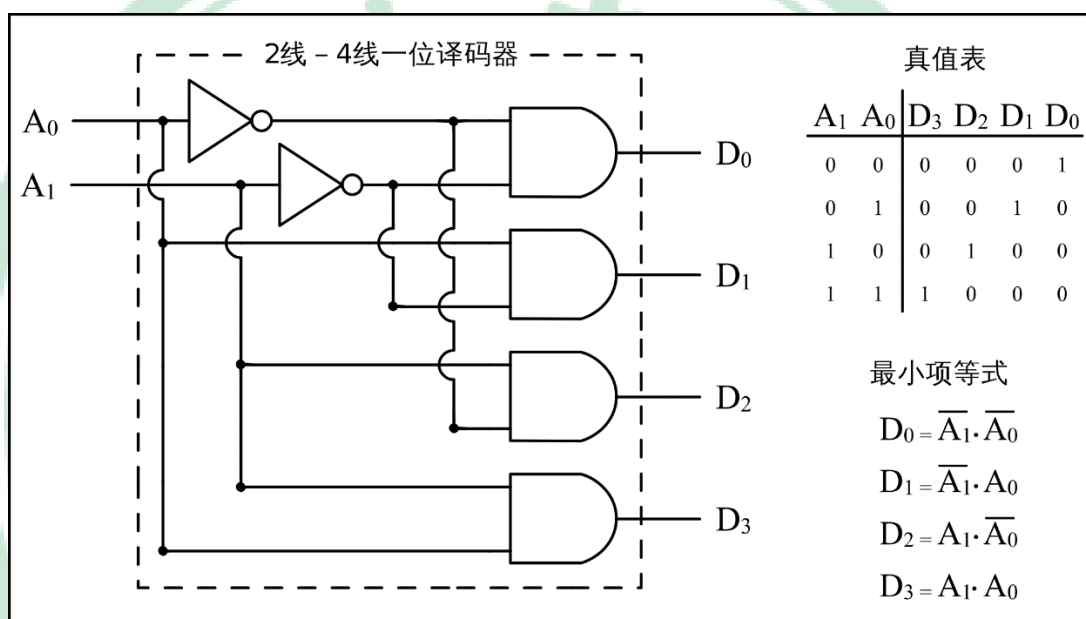 2线 – 4线一位译码器
A₀
A₁
D₀
D₁
D₂
D₃
真值表
A₁ A₀ D₃ D₂ D₁ D₀
0 0 0 0 0 1
0 1 0 0 1 0
1 0 0 1 0 0
1 1 1 0 0 0
最小项等式
D₀ = A̅₁·A̅₀
D₁ = A̅₁·A₀
D₂ = A₁·A̅₀
D₃ = A₁·A₀